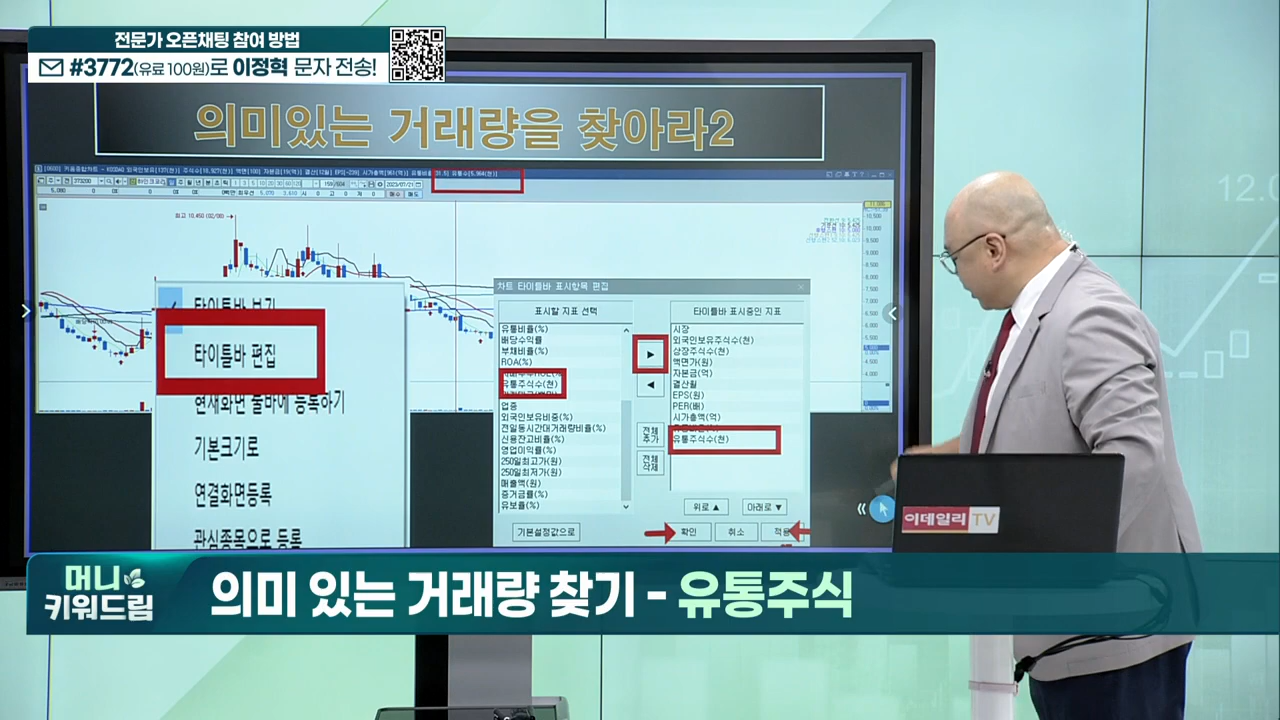 전문가 오픈채팅 참여 방법
#3772(유료 100원)로 이정혁 문자 전송!
의미있는 거래량을 찾아라2
최고 10,450 (02/08)
12.0
타이틀바 보기
타이틀바 편집
현재화면 툴바에 등록하기
기본크기로
연결화면등록
관심종목으로 등록
차트 타이틀바 표시항목 편집
표시할 지표 선택
유통비율(%)
배당수익률
부채비율(%)
ROA(%)
유통주식수(천)
업종
외국인보유비중(%)
전일동시간대거래량비율(%)
신용잔고비율(%)
영업이익률(%)
250일최고가(원)
250일최저가(원)
매출액(원)
증거금률(%)
유보율(%)
기본설정값으로
전체
추가
전체
삭제
타이틀바 표시중인 지표
시장
외국인보유주식수(천)
상장주식수(천)
액면가(원)
자본금(억)
결산월
EPS(원)
PER(배)
시가총액(억)
유통주식수(천)
위로▲
아래로▼
확인
취소
적용
이데일리 TV
머니
키워드림
의미 있는 거래량 찾기 - 유통주식